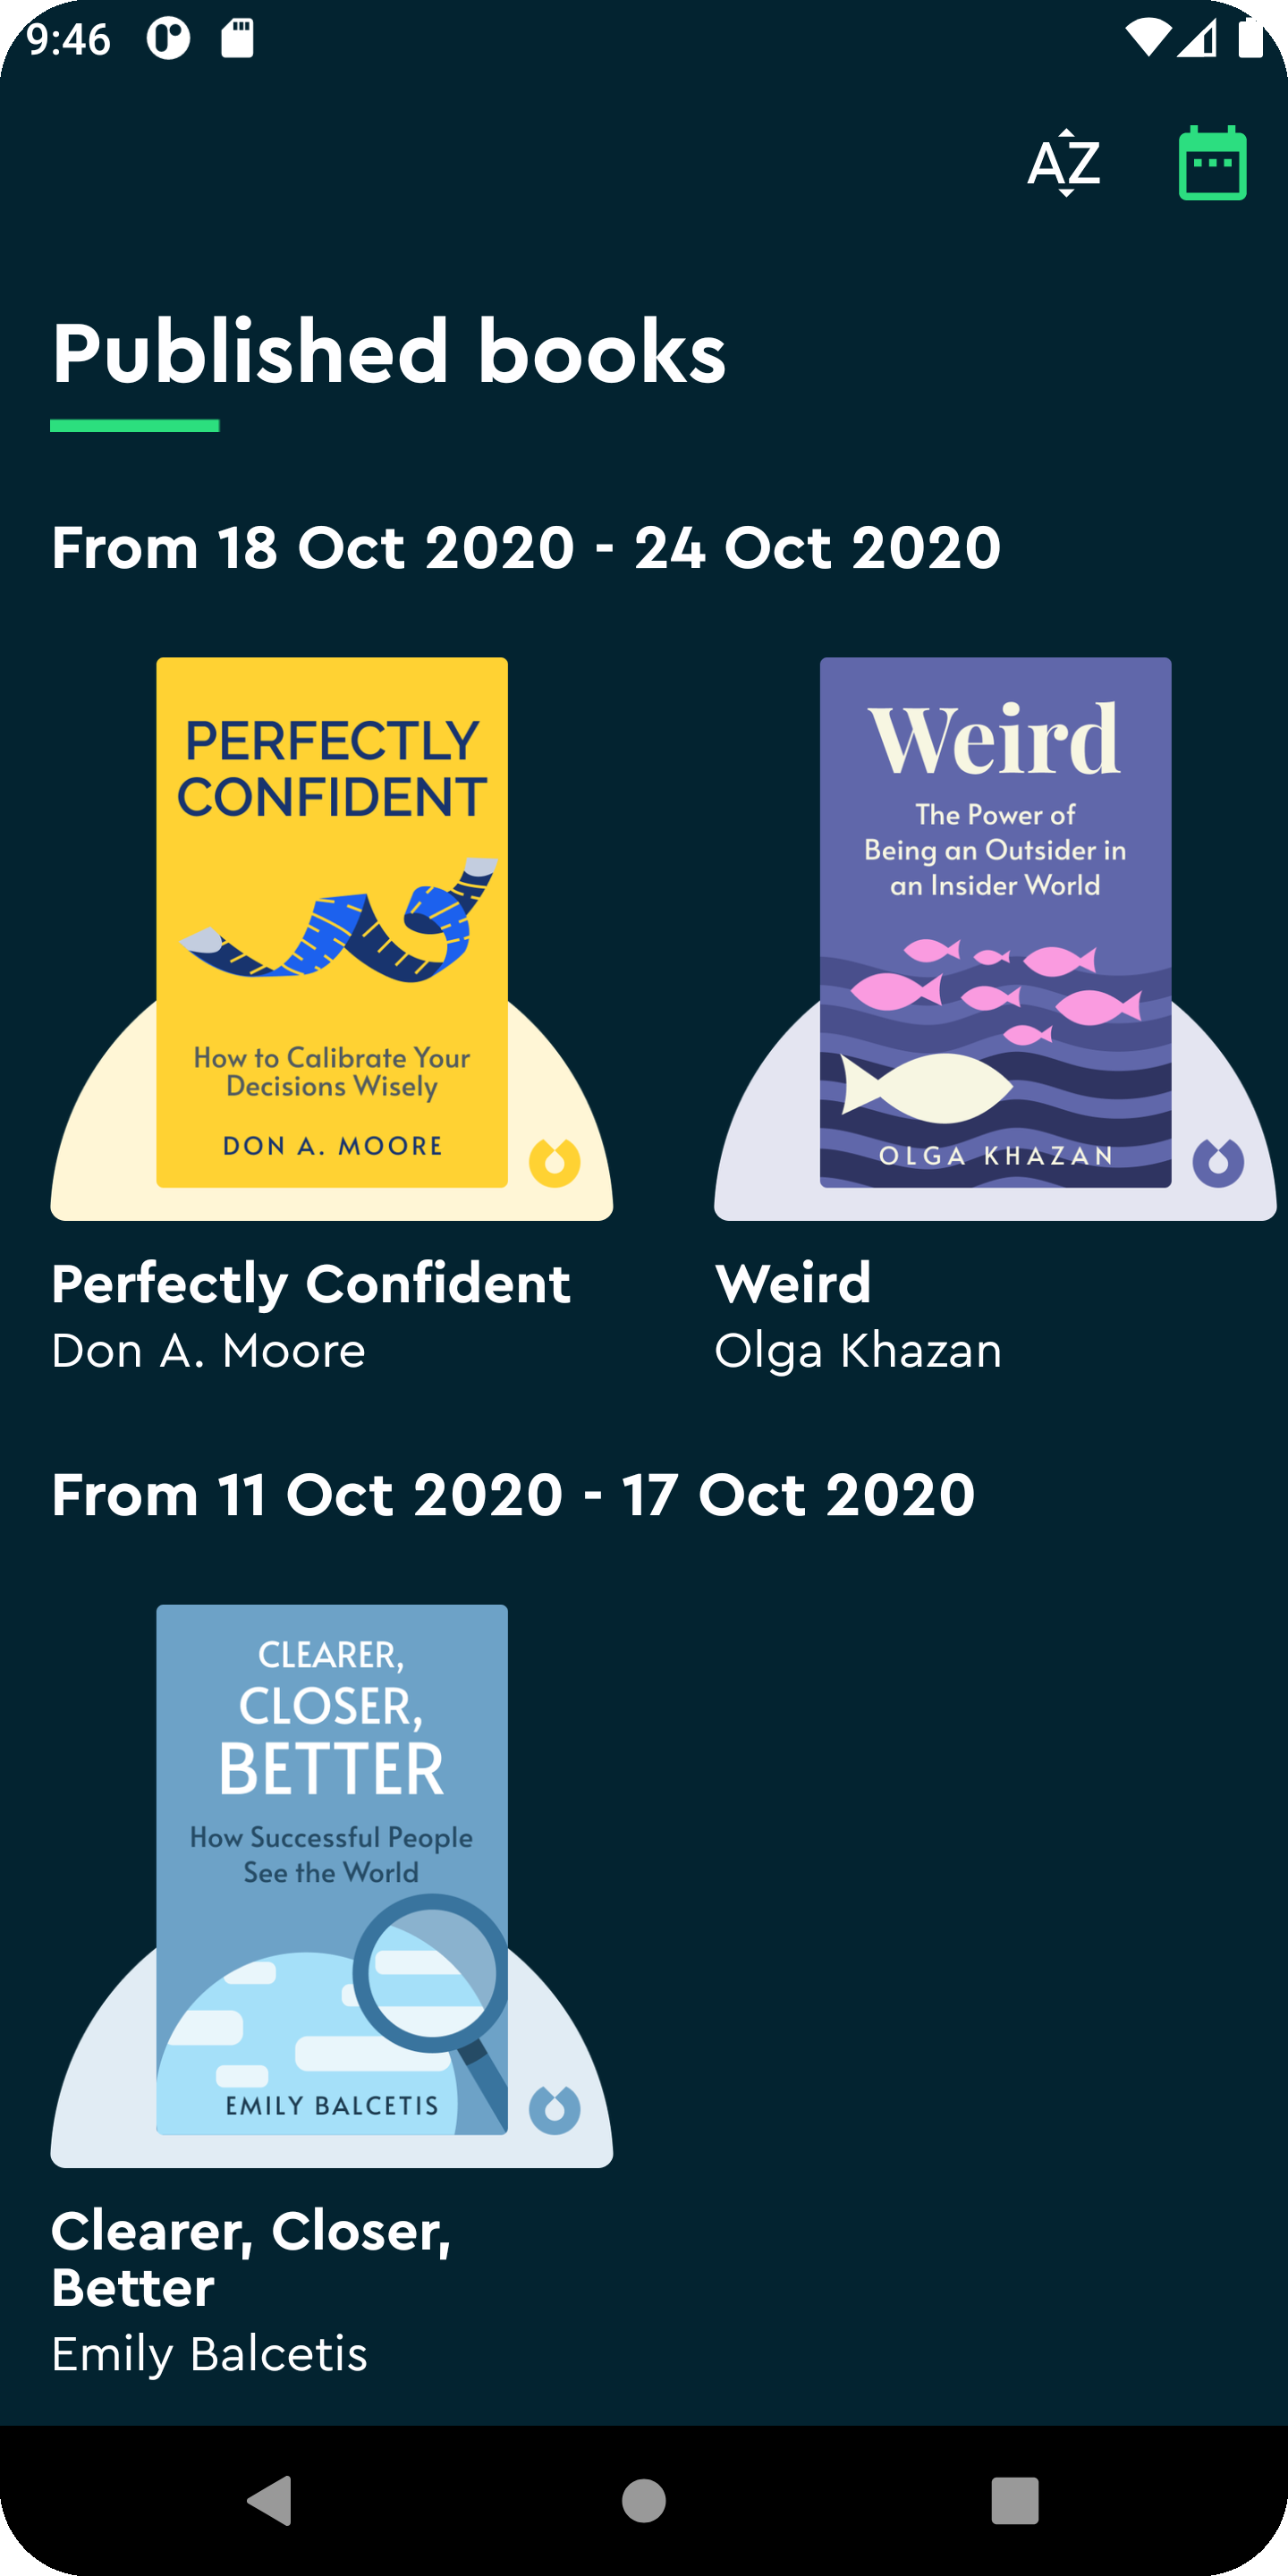 9:46
AZ
Published books
From 18 Oct 2020 - 24 Oct 2020
PERFECTLY
CONFIDENT
How to Calibrate Your
Decisions Wisely
DON A. MOORE
Weird
The Power of
Being an Outsider in
an Insider World
OLGA KHAZAN
Perfectly Confident
Don A. Moore
Weird
Olga Khazan
From 11 Oct 2020 - 17 Oct 2020
CLEARER,
CLOSER,
BETTER
How Successful People
See the World
EMILY BALCETIS
Clearer, Closer,
Better
Emily Balcetis